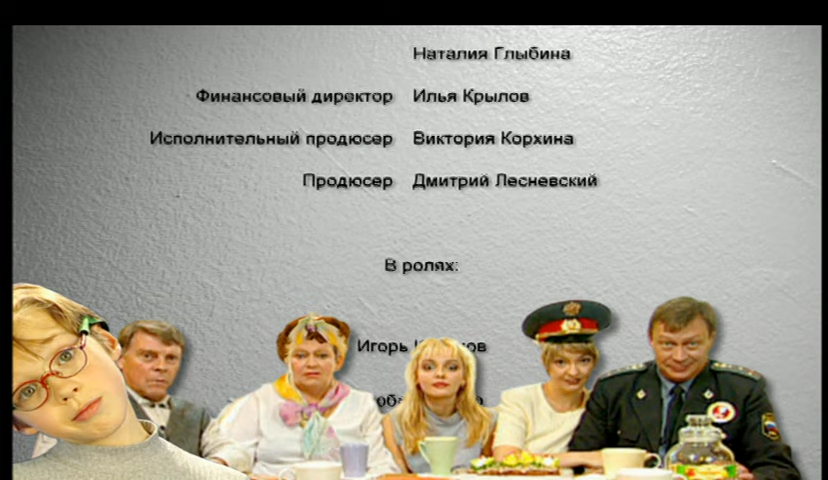 Наталия Глыбина
Финансовый директор Илья Крылов
Исполнительный продюсер Виктория Корхина
Продюсер Дмитрий Лесневский
В ролях:
Игорь